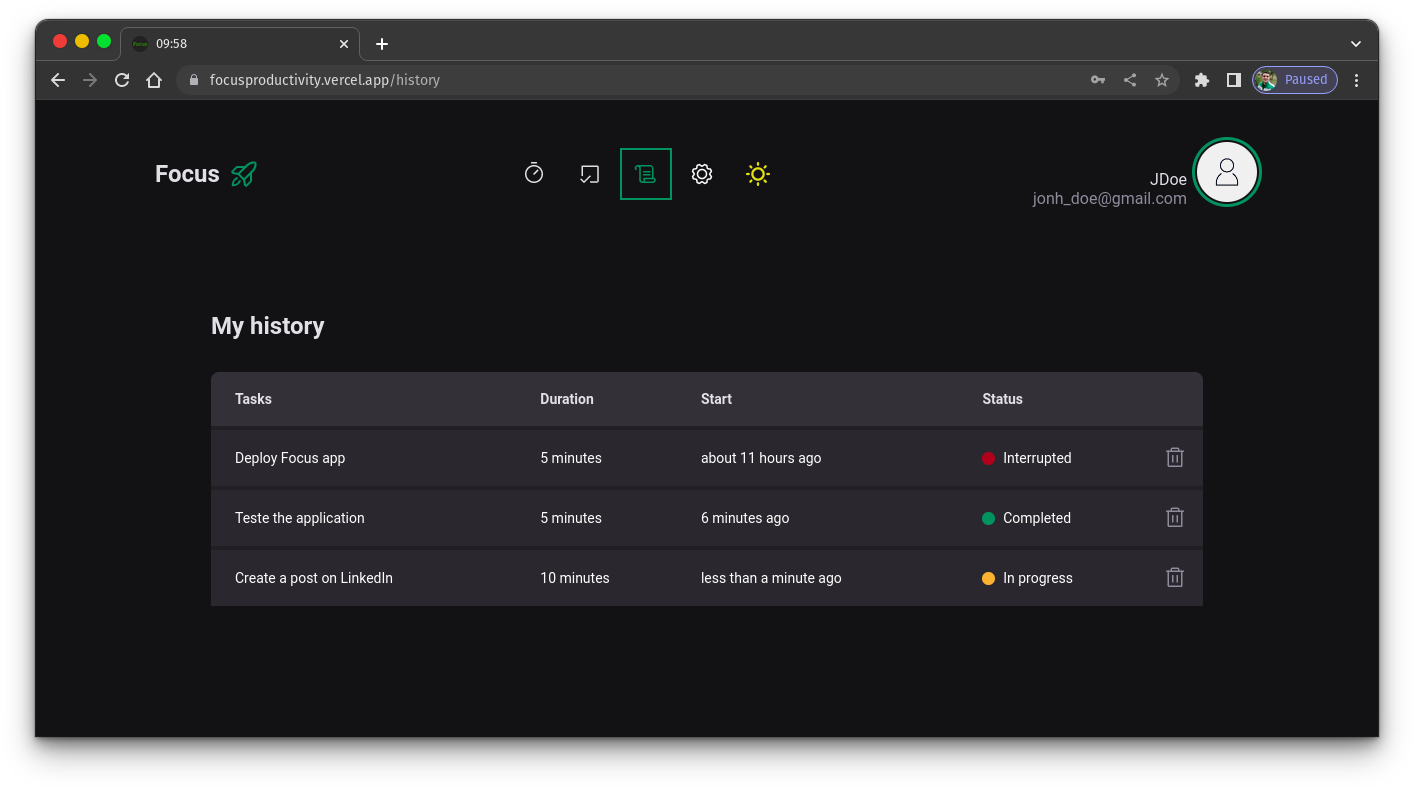 09:58
focusproductivity.vercel.app/history
Paused
Focus
JDoe
jonh_doe@gmail.com
My history
Tasks Duration Start Status
Deploy Focus app 5 minutes about 11 hours ago Interrupted
Teste the application 5 minutes 6 minutes ago Completed
Create a post on LinkedIn 10 minutes less than a minute ago In progress